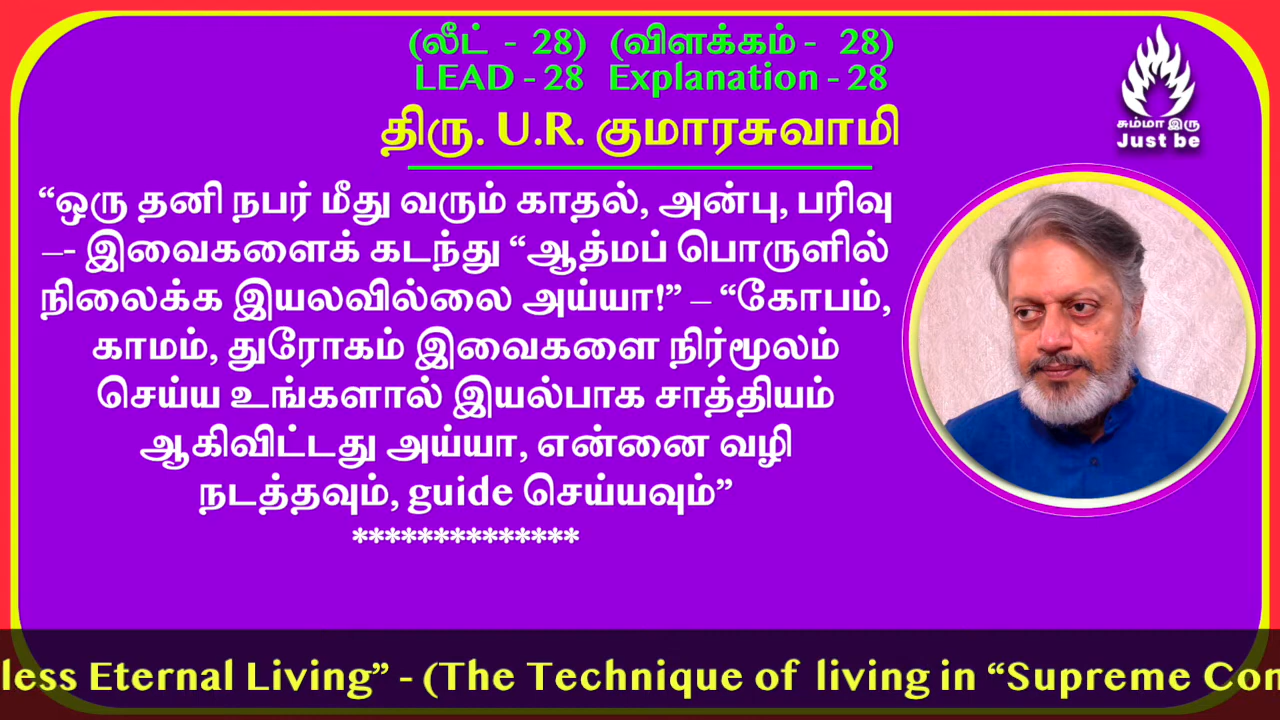 (லீட் - 28) (விளக்கம் - 28)
LEAD - 28 Explanation - 28
திரு. U.R. குமாரசுவாமி
சும்மா இரு
Just be
“ஒரு தனி நபர் மீது வரும் காதல், அன்பு, பரிவு
–- இவைகளைக் கடந்து “ஆத்மப் பொருளில்
நிலைக்க இயலவில்லை அய்யா!” – “கோபம்,
காமம், துரோகம் இவைகளை நிர்மூலம்
செய்ய உங்களால் இயல்பாக சாத்தியம்
ஆகிவிட்டது அய்யா, என்னை வழி
நடத்தவும், guide செய்யவும்”
**************
less Eternal Living” - (The Technique of living in “Supreme Con